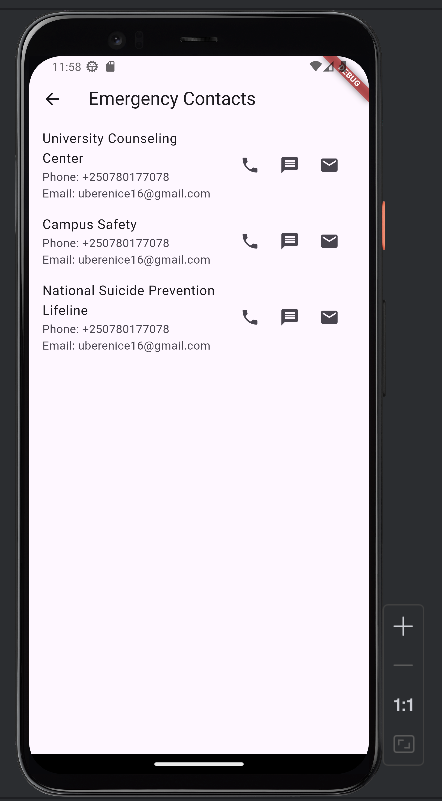 11:58
DEBUG
Emergency Contacts
University Counseling
Center
Phone: +250780177078
Email: uberenice16@gmail.com
Campus Safety
Phone: +250780177078
Email: uberenice16@gmail.com
National Suicide Prevention
Lifeline
Phone: +250780177078
Email: uberenice16@gmail.com
1:1